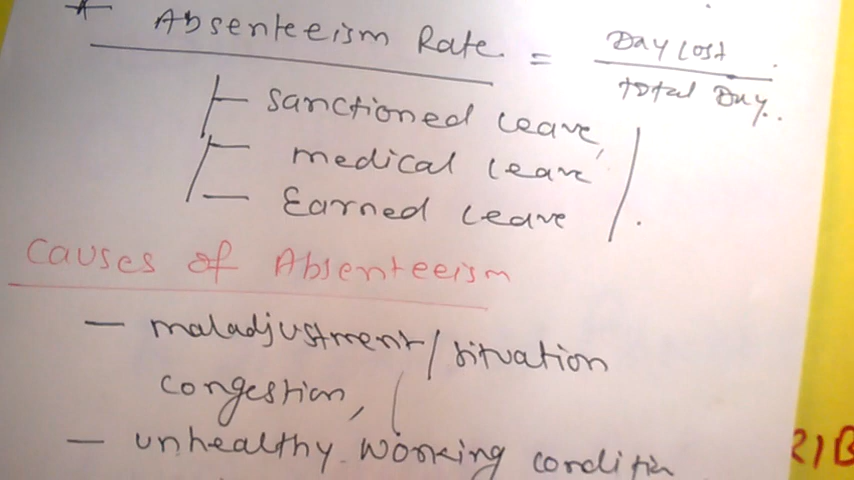 * Absenteeism Rate. = Day Lost / Total Day..
Sanctioned Leave,
medical Leave
Earned Leave
Causes of Absenteeism
— maladjustment / situation
congestion,
— unhealthy working condition